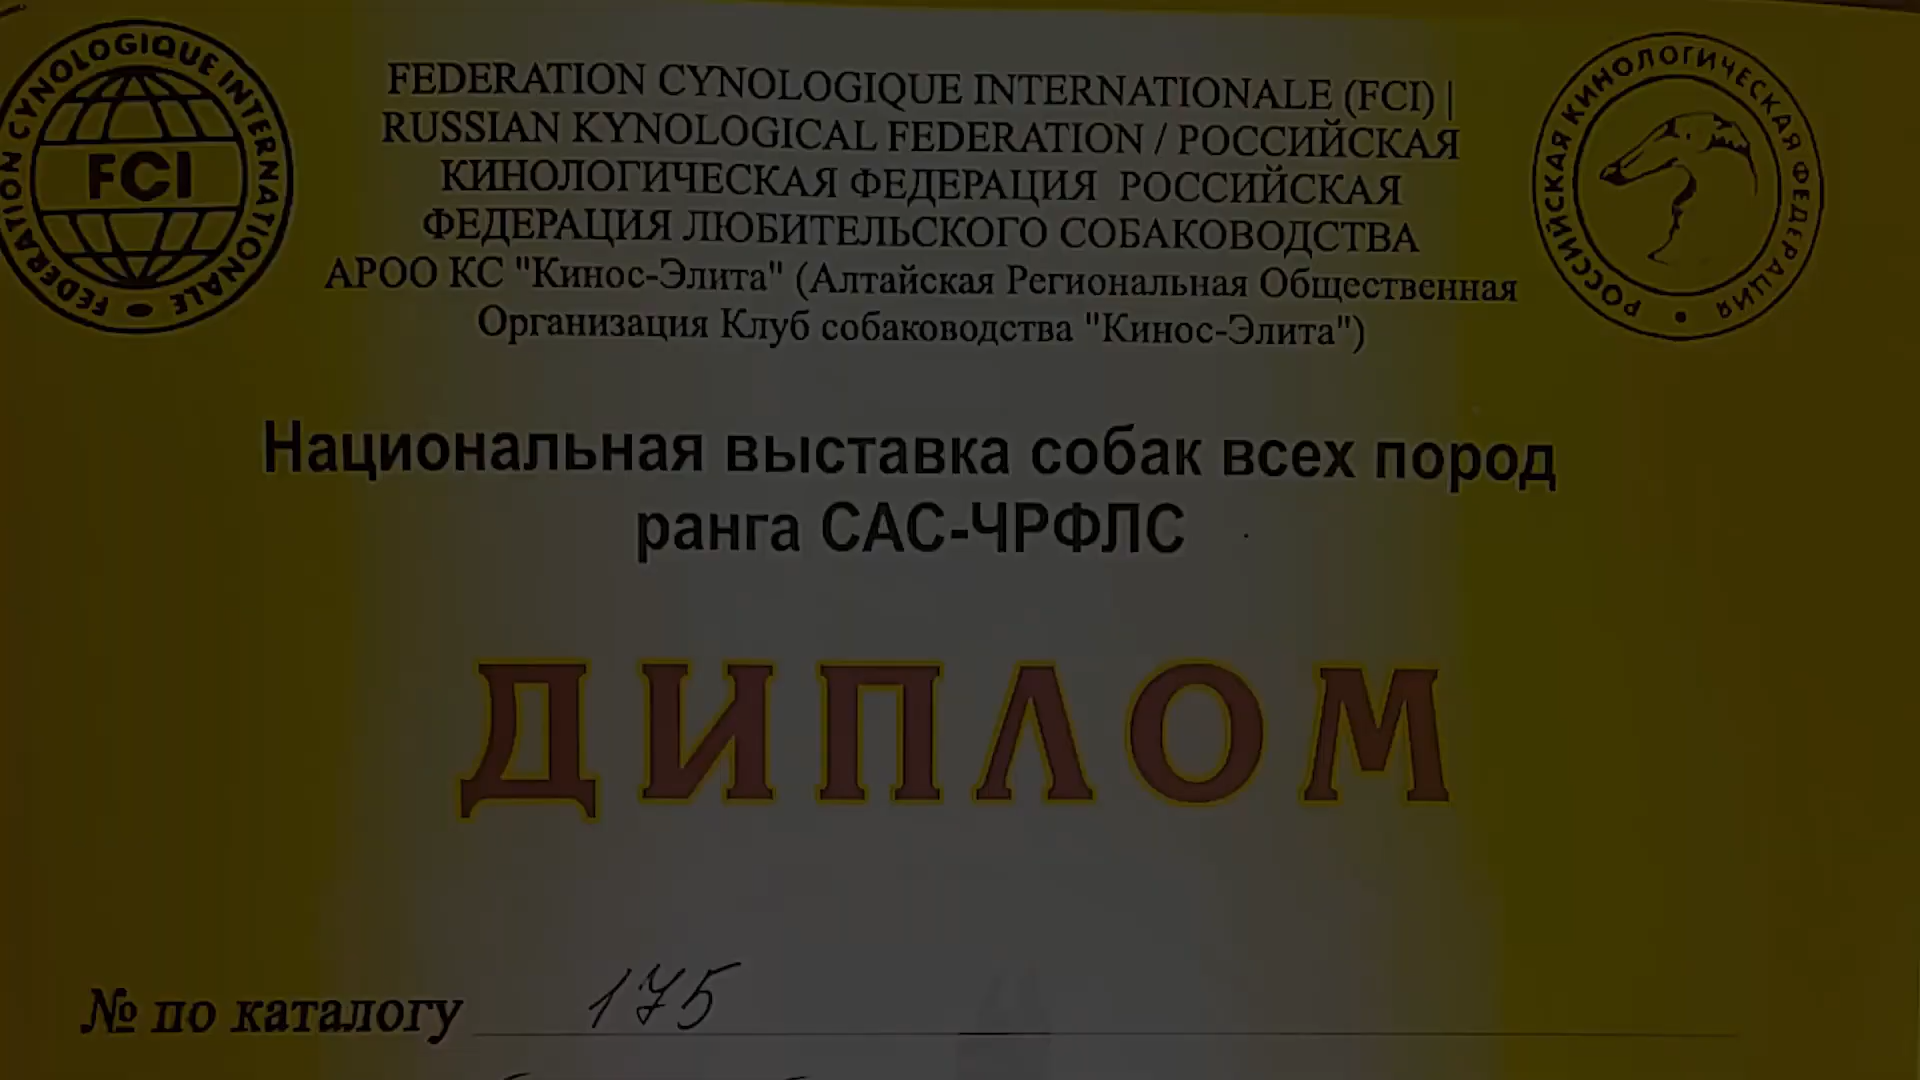 FEDERATION CYNOLOGIQUE INTERNATIONALE
FCI
FEDERATION CYNOLOGIQUE INTERNATIONALE (FCI) |
RUSSIAN KYNOLOGICAL FEDERATION / РОССИЙСКАЯ
КИНОЛОГИЧЕСКАЯ ФЕДЕРАЦИЯ РОССИЙСКАЯ
ФЕДЕРАЦИЯ ЛЮБИТЕЛЬСКОГО СОБАКОВОДСТВА
АРОО КС "Кинос-Элита" (Алтайская Региональная Общественная
Организация Клуб собаководства "Кинос-Элита")
РОССИЙСКАЯ КИНОЛОГИЧЕСКАЯ ФЕДЕРАЦИЯ
Национальная выставка собак всех пород
ранга САС-ЧРФЛС
ДИПЛОМ
№ по каталогу 175